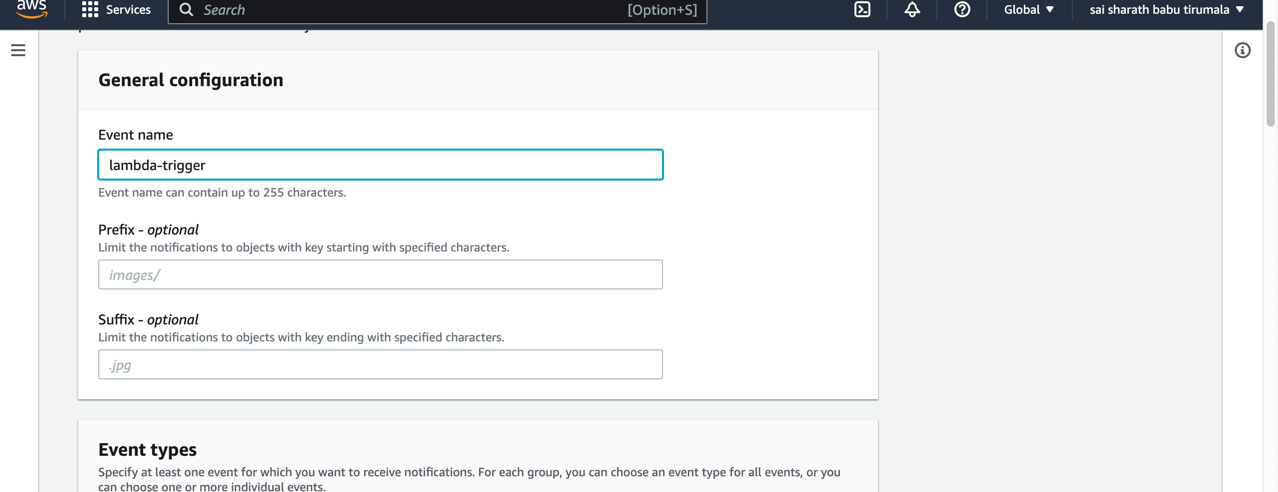 aws
Services
Search
[Option+S]
Global
sai sharath babu tirumala
General configuration
Event name
lambda-trigger
Event name can contain up to 255 characters.
Prefix - optional
Limit the notifications to objects with key starting with specified characters.
images/
Suffix - optional
Limit the notifications to objects with key ending with specified characters.
.jpg
Event types
Specify at least one event for which you want to receive notifications. For each group, you can choose an event type for all events, or you
can choose one or more individual events.